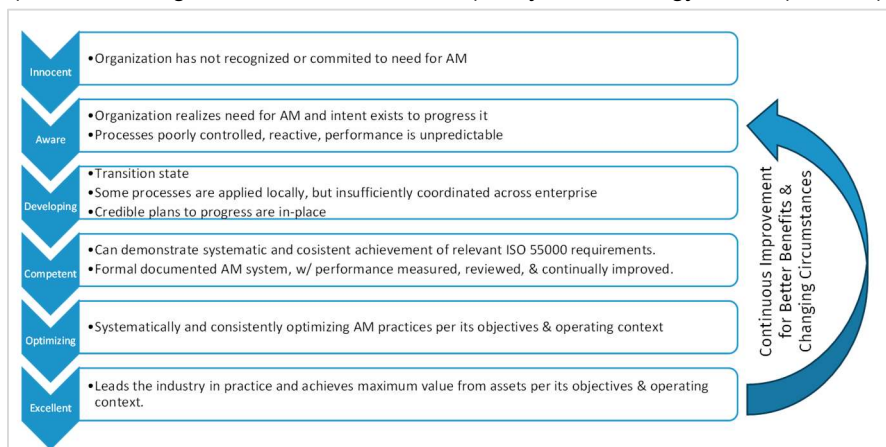 Innocent
•Organization has not recognized or commited to need for AM
Aware
•Organization realizes need for AM and intent exists to progress it
•Processes poorly controlled, reactive, performance is unpredictable
Developing
•Transition state
•Some processes are applied locally, but insufficiently coordinated across enterprise
•Credible plans to progress are in-place
Competent
•Can demonstrate systematic and cosistent achievement of relevant ISO 55000 requirements.
•Formal documented AM system, w/ performance measured, reviewed, & continually improved.
Optimizing
•Systematically and consistently optimizing AM practices per its objectives & operating context
Excellent
•Leads the industry in practice and achieves maximum value from assets per its objectives & operating
context.
Continuous Improvement
for Better Benefits &
Changing Circumstances